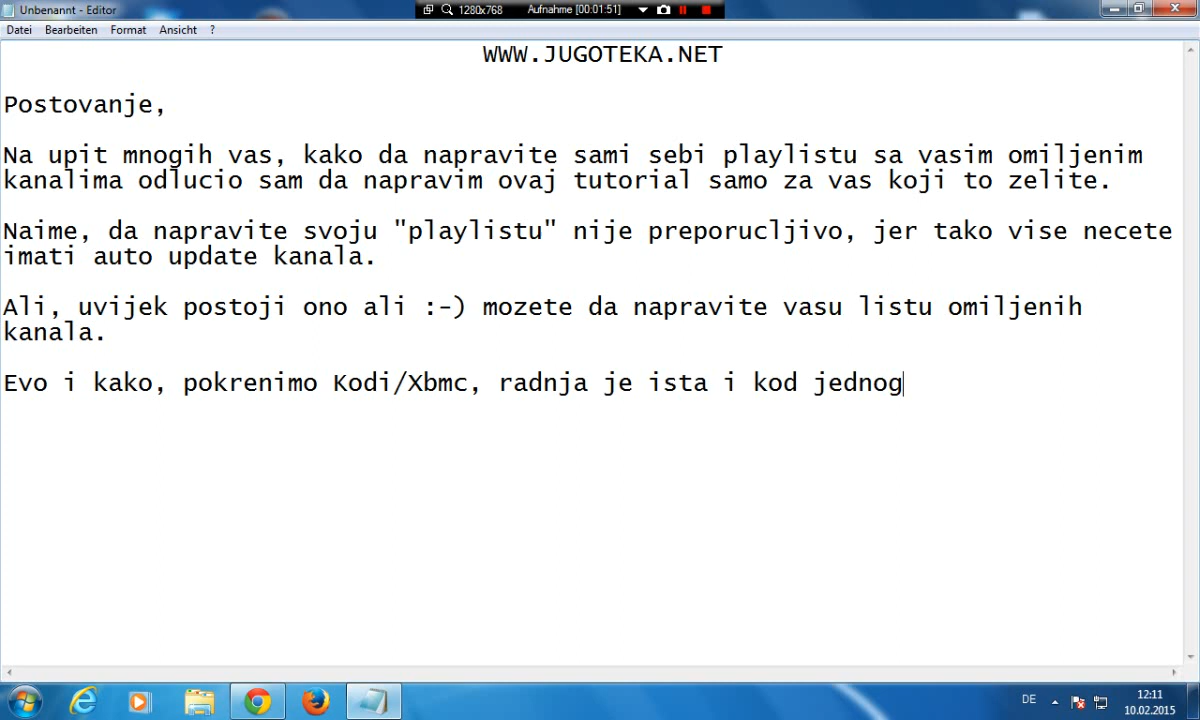 Unbenannt - Editor
1280x768
Aufnahme [00:01:51]
Datei Bearbeiten Format Ansicht ?
WWW.JUGOTEKA.NET
Postovanje,
Na upit mnogih vas, kako da napravite sami sebi playlistu sa vasim omiljenim
kanalima odlucio sam da napravim ovaj tutorial samo za vas koji to zelite.
Naime, da napravite svoju "playlistu" nije preporucljivo, jer tako vise necete
imati auto update kanala.
Ali, uvijek postoji ono ali :-) mozete da napravite vasu listu omiljenih
kanala.
Evo i kako, pokrenimo Kodi/Xbmc, radnja je ista i kod jednog
DE
12:11
10.02.2015